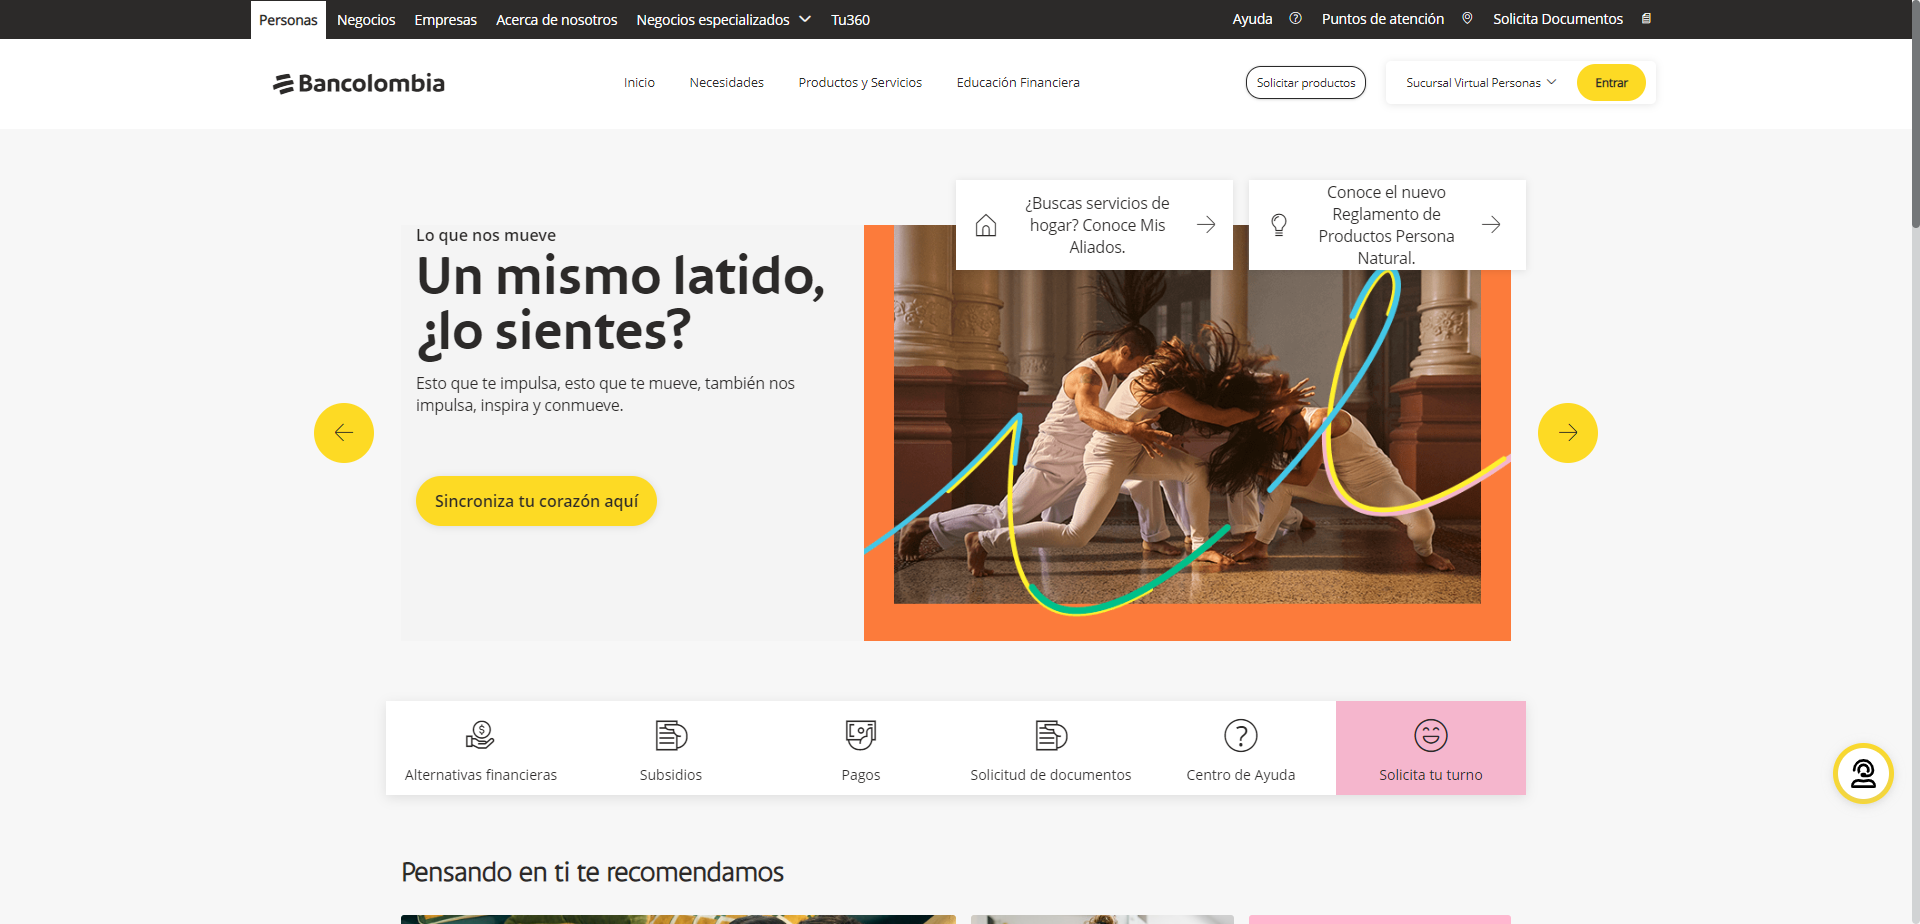 Personas
Negocios
Empresas
Acerca de nosotros
Negocios especializados
Tu360
Ayuda
Puntos de atención
Solicita Documentos
Bancolombia
Inicio
Necesidades
Productos y Servicios
Educación Financiera
Solicitar productos
Sucursal Virtual Personas
Entrar
¿Buscas servicios de
hogar? Conoce Mis
Aliados.
Conoce el nuevo
Reglamento de
Productos Persona
Natural.
Lo que nos mueve
Un mismo latido,
¿lo sientes?
Esto que te impulsa, esto que te mueve, también nos
impulsa, inspira y conmueve.
Sincroniza tu corazón aquí
Alternativas financieras
Subsidios
Pagos
Solicitud de documentos
Centro de Ayuda
Solicita tu turno
Pensando en ti te recomendamos